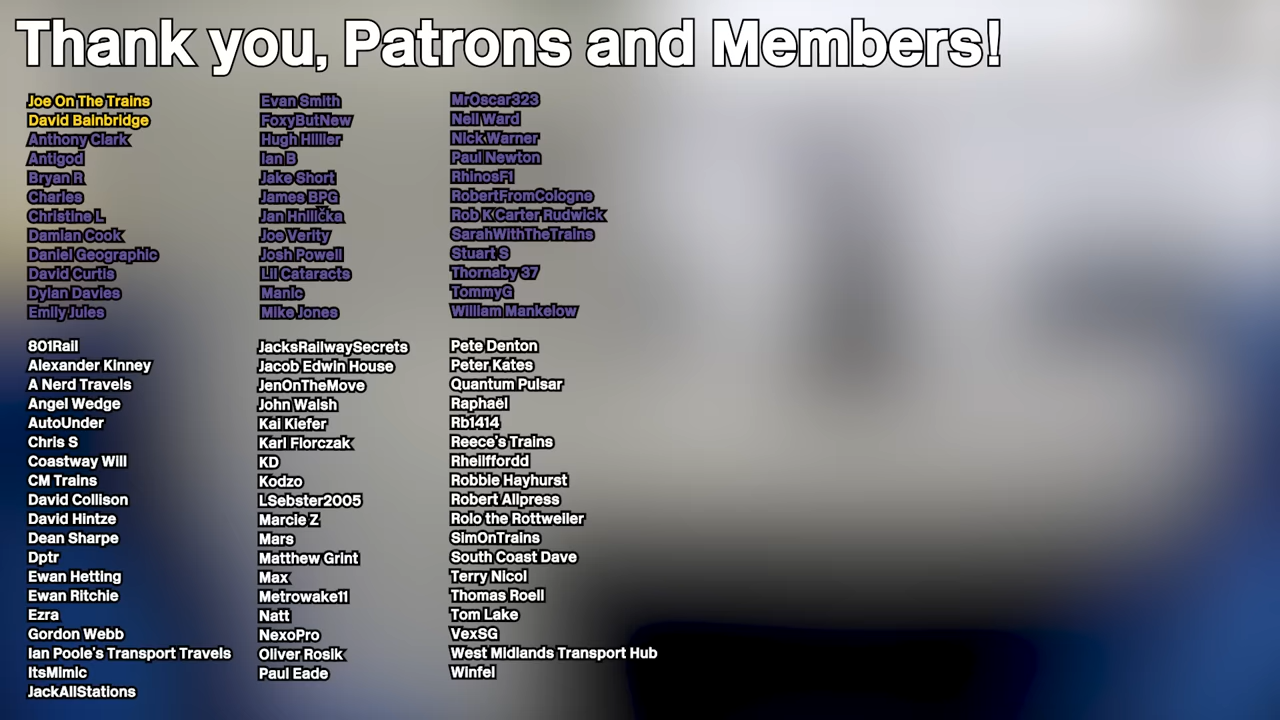 Thank you, Patrons and Members!
Joe On The Trains
David Bainbridge
Anthony Clark
Antigod
Bryan R
Charles
Christine L
Damian Cook
Daniel Geographic
David Curtis
Dylan Davies
Emily Jules
Evan Smith
FoxyButNew
Hugh Hillier
Ian B
Jake Short
James BPG
Jan Hnilička
Joe Verity
Josh Powell
Lil Cataracts
Manic
Mike Jones
MrOscar323
Neil Ward
Nick Warner
Paul Newton
RhinosF1
RobertFromCologne
Rob K Carter Rudwick
SarahWithTheTrains
Stuart S
Thornaby 37
TommyG
William Mankelow
801Rail
Alexander Kinney
A Nerd Travels
Angel Wedge
AutoUnder
Chris S
Coastway Will
CM Trains
David Collison
David Hintze
Dean Sharpe
Dptr
Ewan Hetting
Ewan Ritchie
Ezra
Gordon Webb
Ian Poole's Transport Travels
ItsMimic
JackAllStations
JacksRailwaySecrets
Jacob Edwin House
JenOnTheMove
John Walsh
Kai Kiefer
Karl Florczak
KD
Kodzo
LSebster2005
Marcie Z
Mars
Matthew Grint
Max
Metrowake11
Natt
NexoPro
Oliver Rosik
Paul Eade
Pete Denton
Peter Kates
Quantum Pulsar
Raphaël
Rb1414
Reece's Trains
Rheliffordd
Robbie Hayhurst
Robert Allpress
Rolo the Rottweiler
SimOnTrains
South Coast Dave
Terry Nicol
Thomas Roell
Tom Lake
VexSG
West Midlands Transport Hub
Winfel